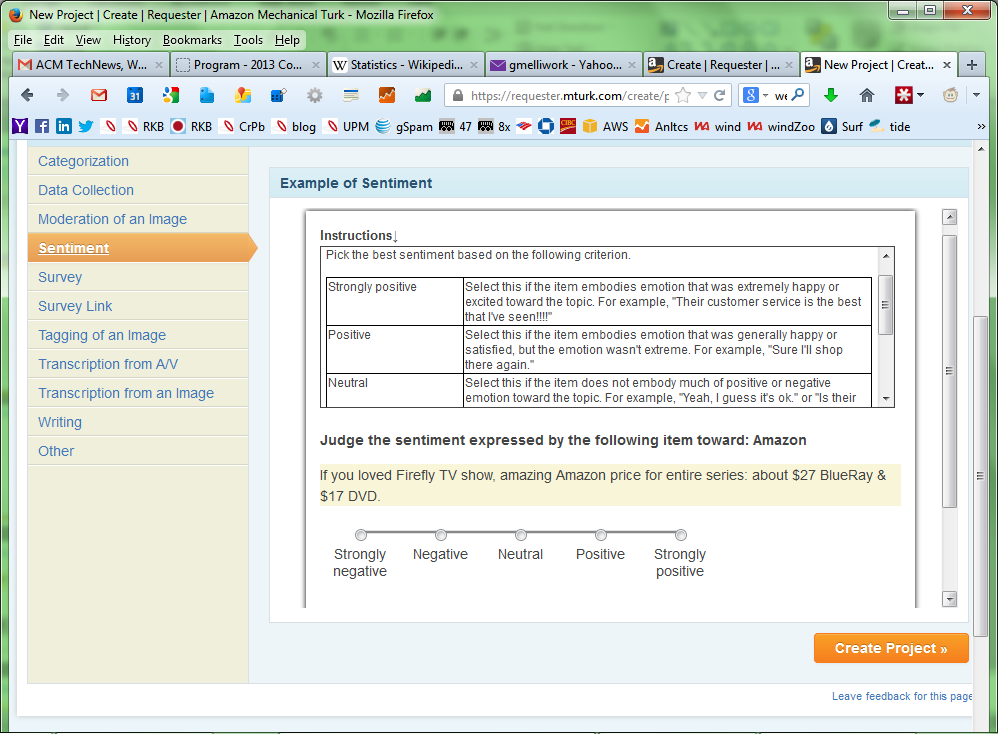 New Project | Create | Requester | Amazon Mechanical Turk - Mozilla Firefox
File Edit View History Bookmarks Tools Help
ACM TechNews, W... Program - 2013 Co... Statistics - Wikipedi... gmelliwork - Yahoo... Create | Requester | ... New Project | Creat...
31 https://requester.mturk.com/create/p we
RKB RKB CrPb blog UPM gSpam 47 8x CIBC AWS Anltcs wind windZoo Surf tide »
Categorization
Data Collection
Moderation of an Image
Sentiment
Survey
Survey Link
Tagging of an Image
Transcription from A/V
Transcription from an Image
Writing
Other
Example of Sentiment
Instructions↓
Pick the best sentiment based on the following criterion.
Strongly positive
Select this if the item embodies emotion that was extremely happy or
excited toward the topic. For example, "Their customer service is the best
that I've seen!!!!"
Positive
Select this if the item embodies emotion that was generally happy or
satisfied, but the emotion wasn't extreme. For example, "Sure I'll shop
there again."
Neutral
Select this if the item does not embody much of positive or negative
emotion toward the topic. For example, "Yeah, I guess it's ok." or "Is their
Judge the sentiment expressed by the following item toward: Amazon
If you loved Firefly TV show, amazing Amazon price for entire series: about $27 BlueRay &
$17 DVD.
Strongly negative
Negative
Neutral
Positive
Strongly positive
Create Project »
Leave feedback for this page